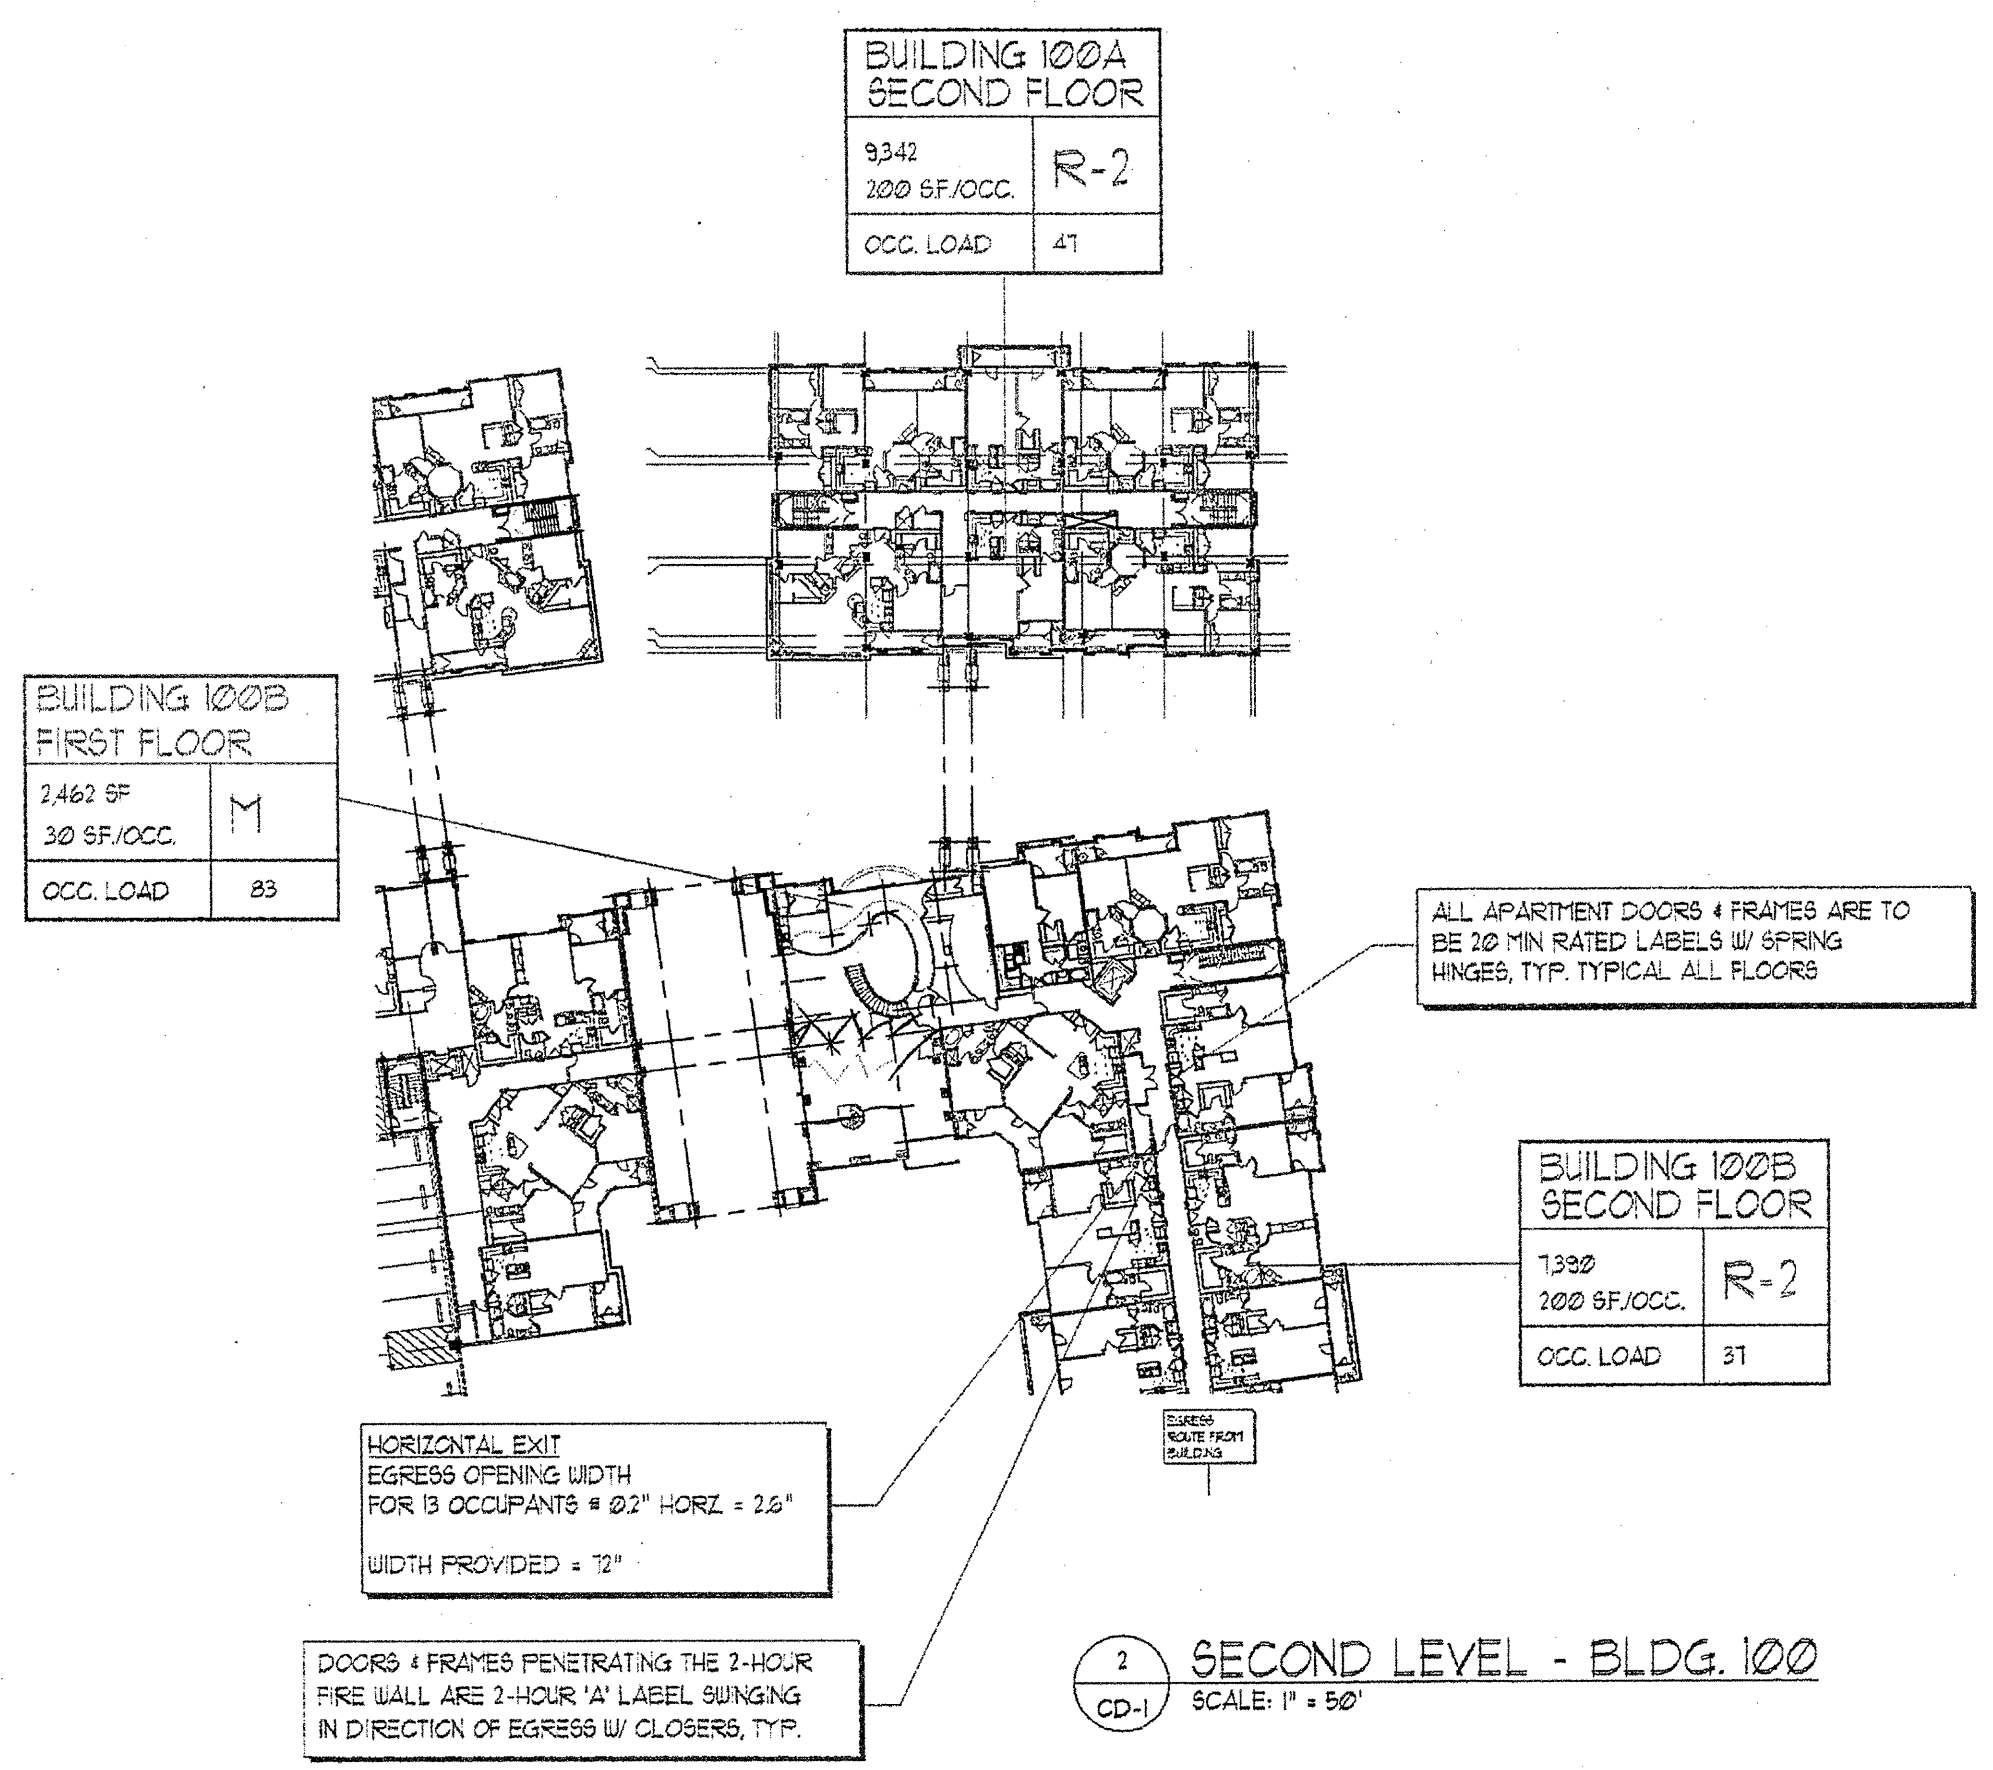 BUILDING 100A
SECOND FLOOR
9,342
200 S.F./OCC.
R-2
OCC. LOAD
47
BUILDING 100B
FIRST FLOOR
2,462 SF
30 S.F./OCC.
M
OCC. LOAD
83
ALL APARTMENT DOORS & FRAMES ARE TO
BE 20 MIN RATED LABELS W/ SPRING
HINGES, TYP. TYPICAL ALL FLOORS
BUILDING 100B
SECOND FLOOR
7,390
200 SF./OCC.
R-2
OCC. LOAD
37
EGRESS
ROUTE FROM
BUILDING
HORIZONTAL EXIT
EGRESS OPENING WIDTH
FOR 13 OCCUPANTS @ 0.2" HORZ = 2.6"
WIDTH PROVIDED = 72"
DOORS & FRAMES PENETRATING THE 2-HOUR
FIRE WALL ARE 2-HOUR 'A' LABEL SWINGING
IN DIRECTION OF EGRESS W/ CLOSERS, TYP.
2
CD-1
SECOND LEVEL - BLDG. 100
SCALE: 1" = 50'